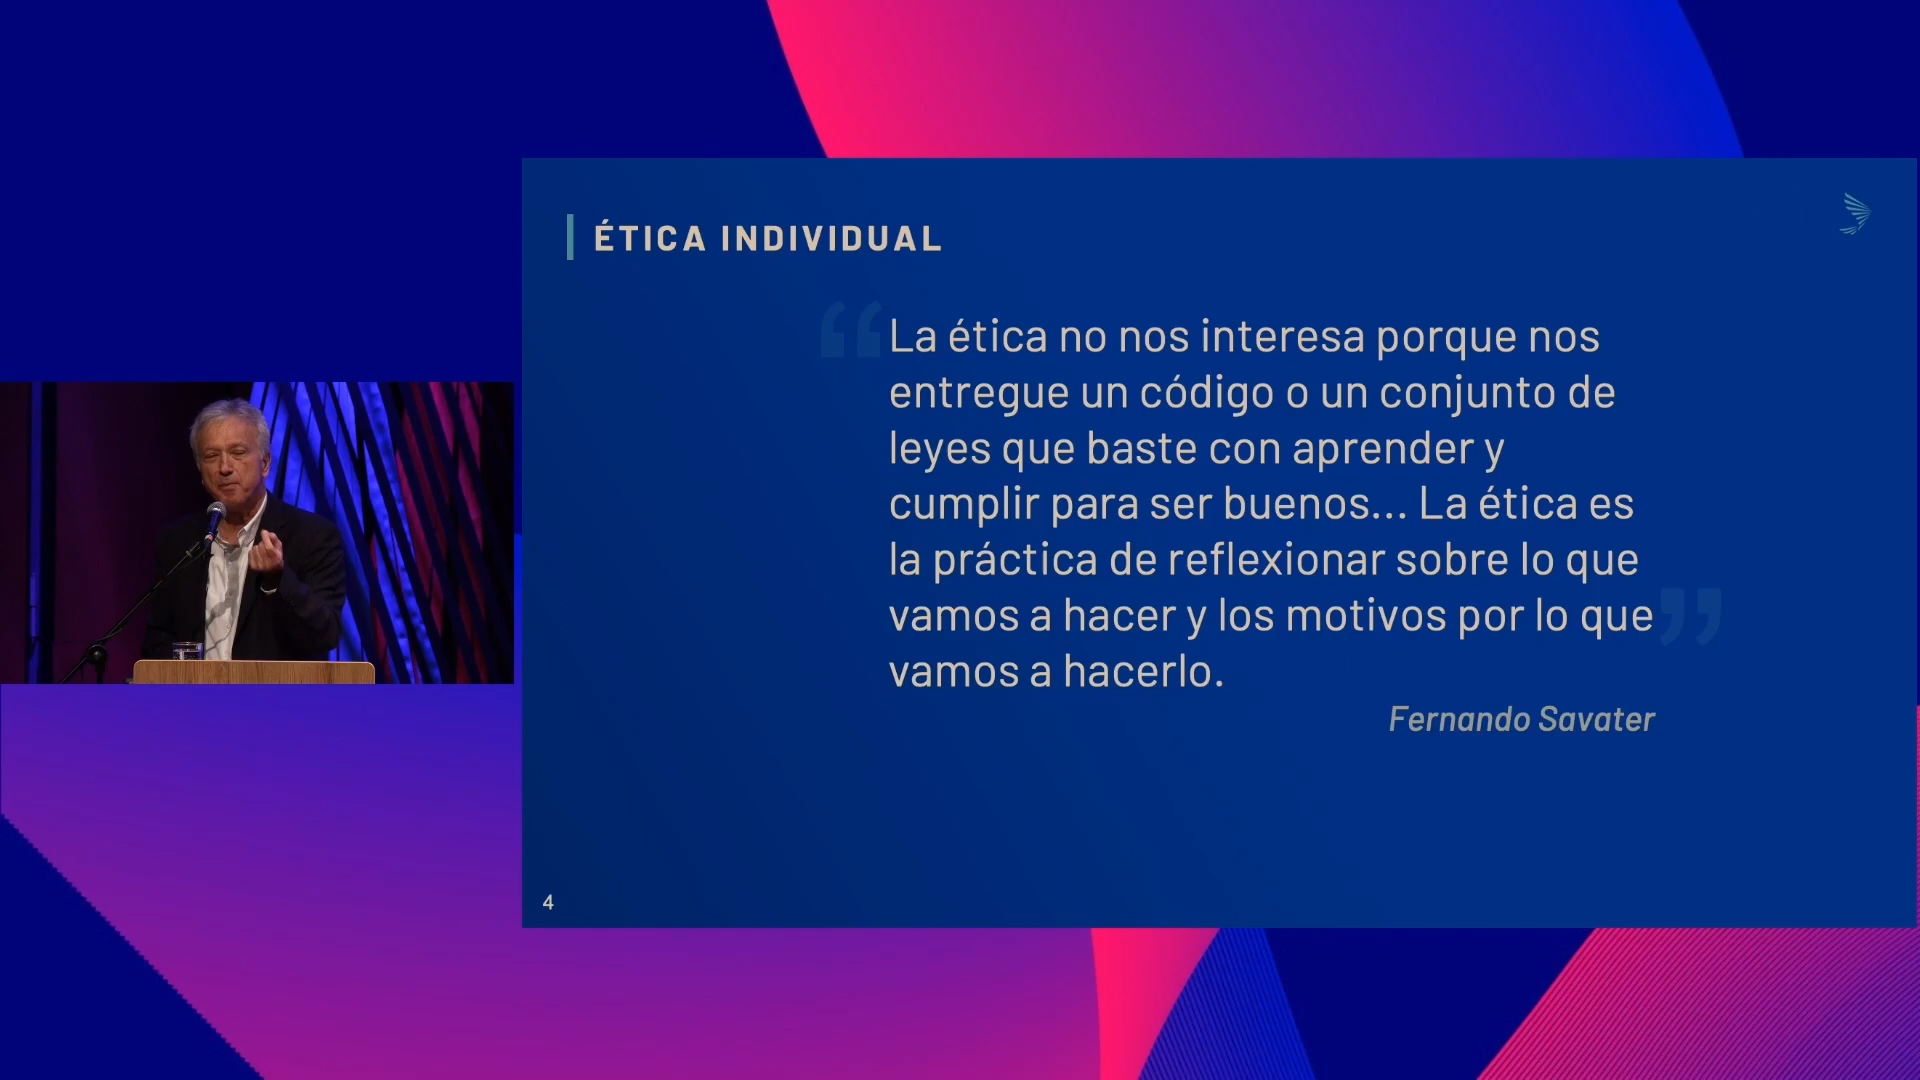 ÉTICA INDIVIDUAL
“La ética no nos interesa porque nos
entregue un código o un conjunto de
leyes que baste con aprender y
cumplir para ser buenos... La ética es
la práctica de reflexionar sobre lo que
vamos a hacer y los motivos por lo que”
vamos a hacerlo.
Fernando Savater
4